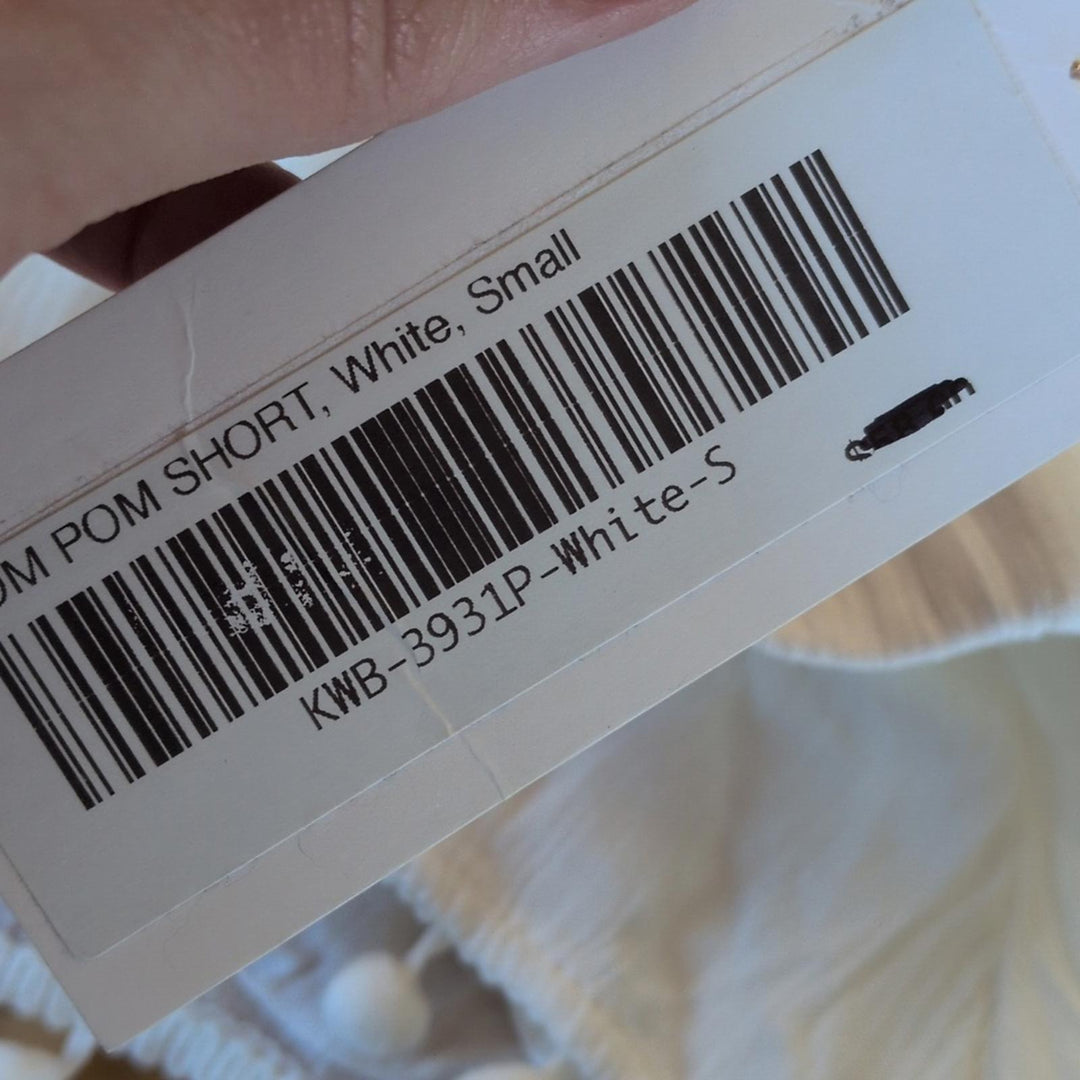 OM POM SHORT, White, Small
KWB-3931P-White-S
$